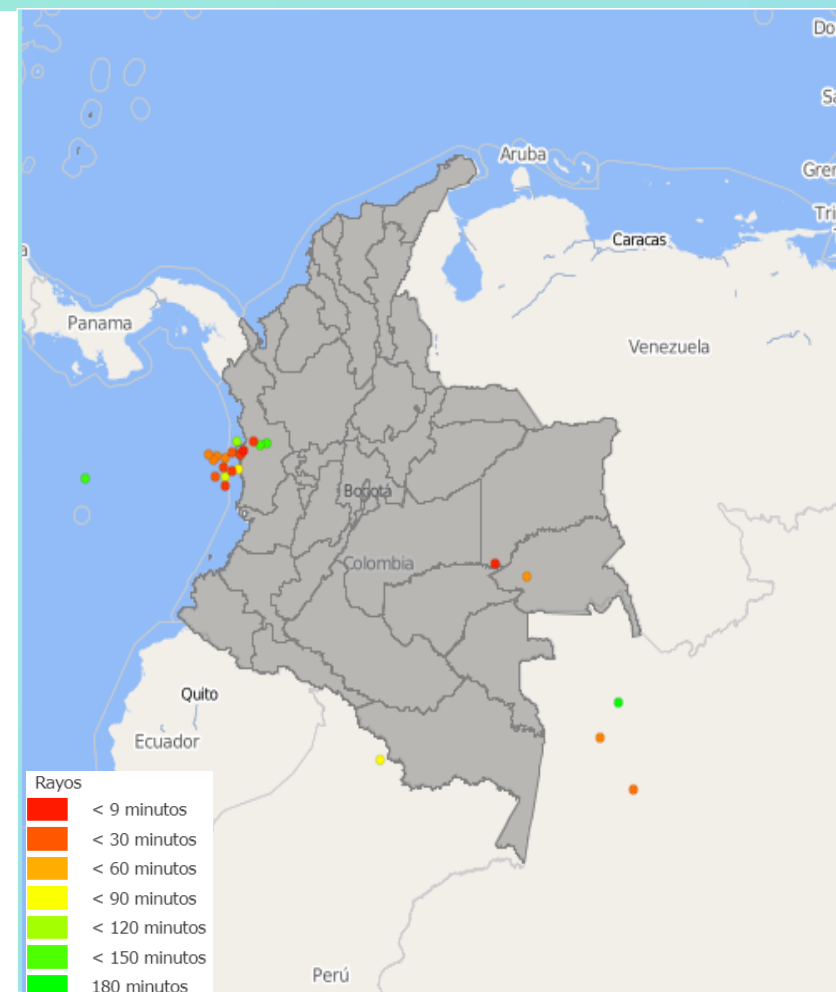 Do
Sa
Aruba
Gren
Tri
Caracas
a
Panama
Venezuela
Bogotá
Colombia
Quito
Ecuador
Rayos
< 9 minutos
< 30 minutos
< 60 minutos
< 90 minutos
< 120 minutos
< 150 minutos
180 minutos
Perú